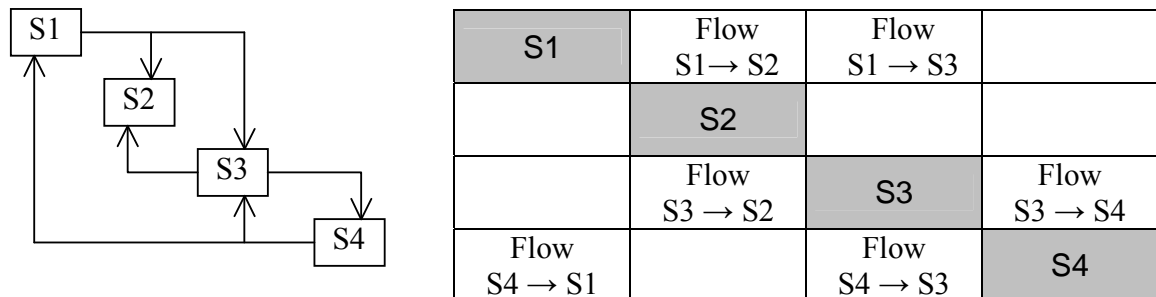 S1
S2
S3
S4
S1
Flow
S1→ S2
Flow
S1 → S3
S2
Flow
S3 → S2
S3
Flow
S3 → S4
Flow
S4 → S1
Flow
S4 → S3
S4